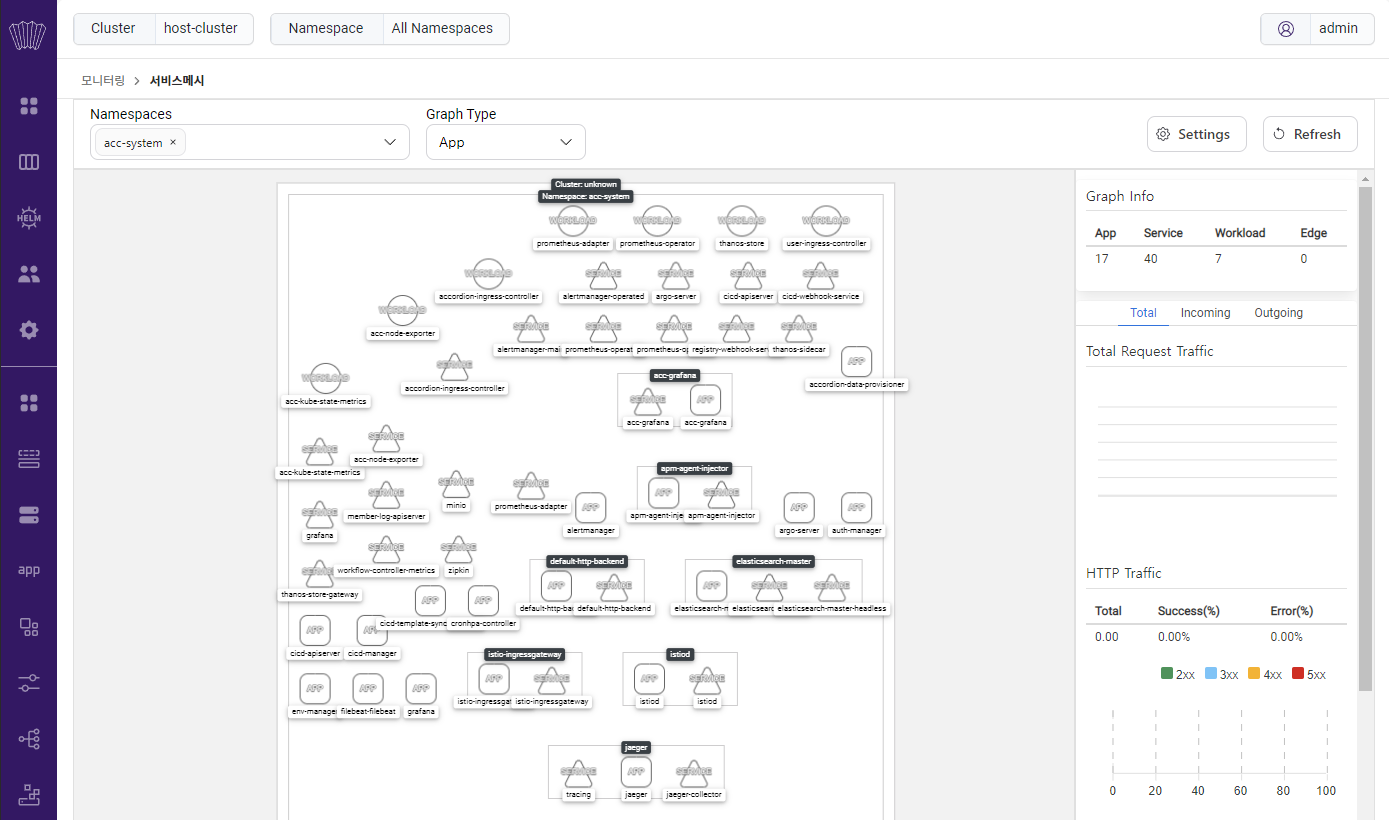 Cluster host-cluster Namespace All Namespaces admin
모니터링 > 서비스메시
Namespaces Graph Type
acc-system × App Settings Refresh
HELM
app
Cluster: unknown
Namespace: acc-system
WORKLOAD WORKLOAD WORKLOAD WORKLOAD
prometheus-adapter prometheus-operator thanos-store user-ingress-controller
WORKLOAD SERVICE SERVICE SERVICE SERVICE
accordion-ingress-controller alertmanager-operated argo-server cicd-apiserver cicd-webhook-service
WORKLOAD
acc-node-exporter
SERVICE SERVICE SERVICE SERVICE SERVICE
alertmanager-mai prometheus-operat prometheus-op registry-webhook-ser thanos-sidecar
WORKLOAD SERVICE APP
acc-kube-state-metrics accordion-ingress-controller accordion-data-provisioner
acc-grafana
SERVICE APP
acc-grafana acc-grafana
SERVICE SERVICE
acc-kube-state-metrics acc-node-exporter
apm-agent-injector
SERVICE SERVICE SERVICE SERVICE APP APP SERVICE APP APP
grafana member-log-apiserver minio prometheus-adapter alertmanager apm-agent-inje apm-agent-injector argo-server auth-manager
SERVICE SERVICE SERVICE
thanos-store-gateway workflow-controller-metrics zipkin
default-http-backend elasticsearch-master
APP SERVICE APP SERVICE SERVICE
default-http-bac default-http-backend elasticsearch-m elasticsearc elasticsearch-master-headless
APP APP
cicd-template-sync cronhpa-controller
APP APP
cicd-apiserver cicd-manager
istio-ingressgateway istiod
APP SERVICE APP SERVICE
istio-ingressgat istio-ingressgateway istiod istiod
APP APP APP
env-manage filebeat-filebeat grafana
jaeger
SERVICE APP SERVICE
tracing jaeger jaeger-collector
Graph Info
App Service Workload Edge
17 40 7 0
Total Incoming Outgoing
Total Request Traffic
HTTP Traffic
Total Success(%) Error(%)
0.00 0.00% 0.00%
2xx 3xx 4xx 5xx
0 20 40 60 80 100